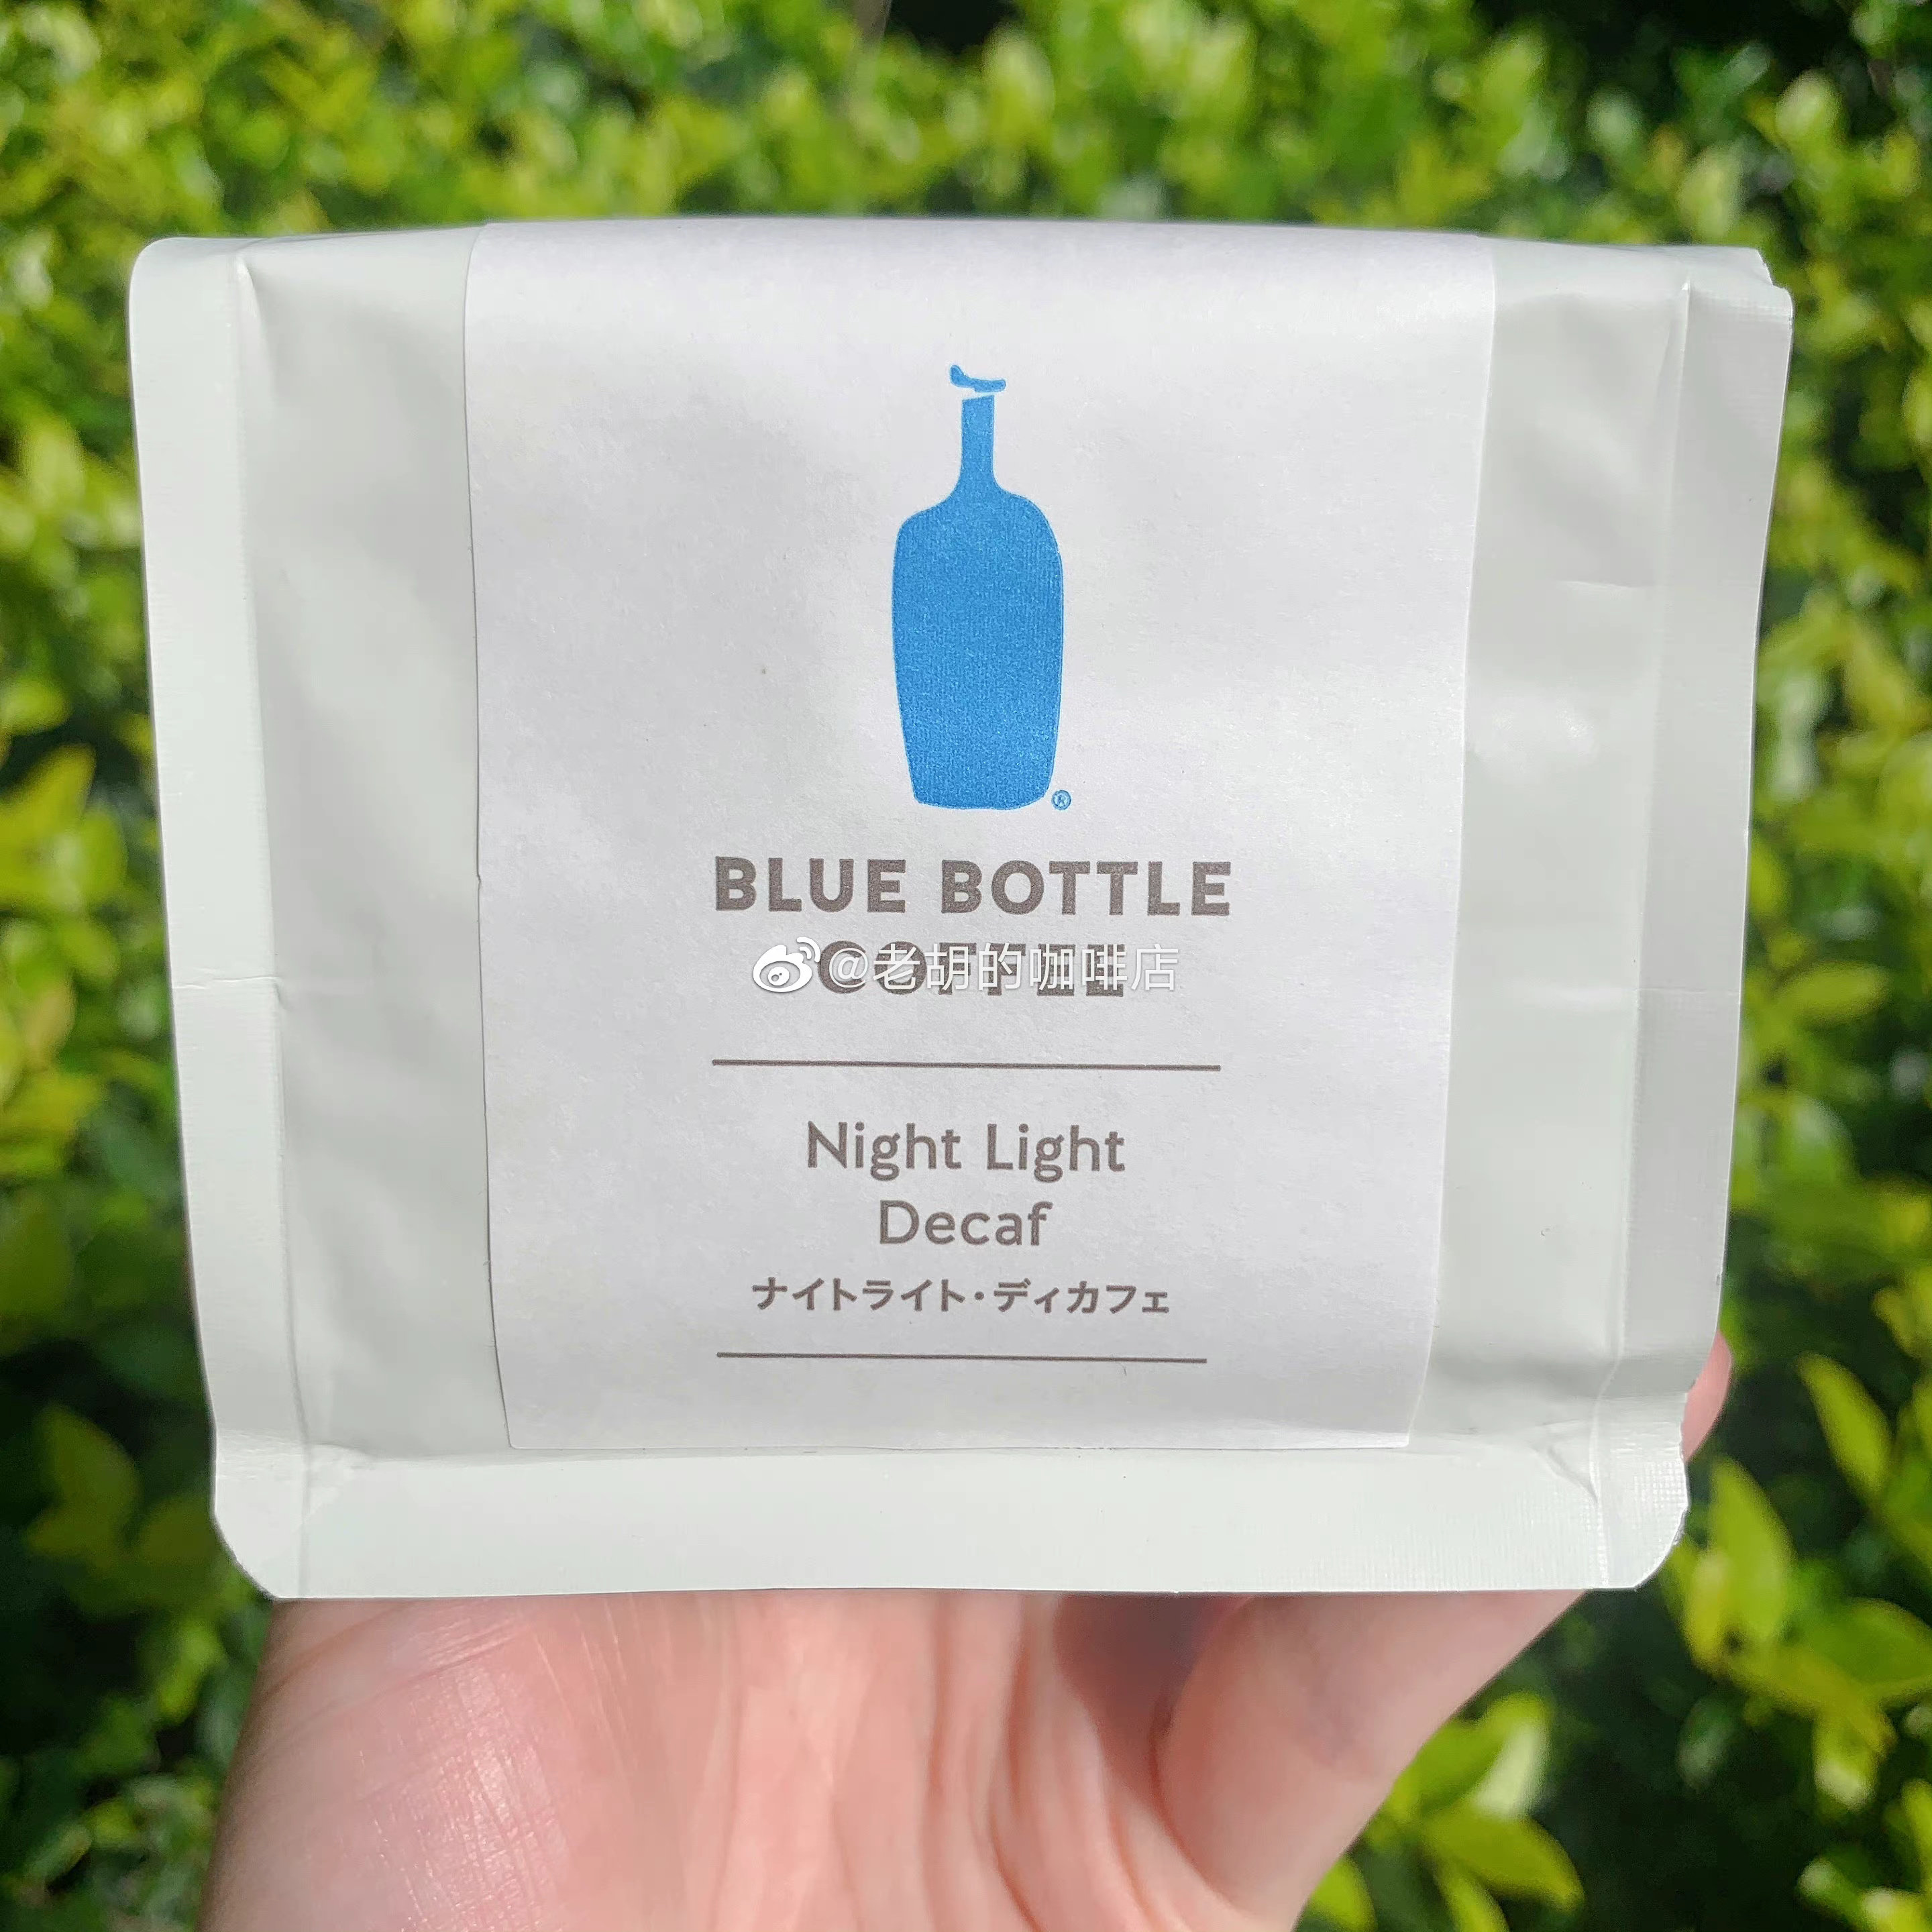 ®
BLUE BOTTLE
COFFEE
@老胡的咖啡店
Night Light
Decaf
ナイトライト・ディカフェ